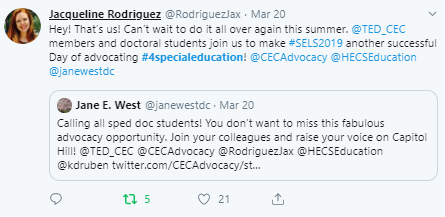 Jacqueline Rodriguez @RodriguezJax · Mar 20
Hey! That's us! Can't wait to do it all over again this summer. @TED_CEC
members and doctoral students join us to make #SELS2019 another successful
Day of advocating #4specialeducation! @CECAdvocacy @HECSEducation
@janewestdc
Jane E. West @janewestdc · Mar 20
Calling all sped doc students! You don't want to miss this fabulous
advocacy opportunity. Join your colleagues and raise your voice on Capitol
Hill! @TED_CEC @CECAdvocacy @RodriguezJax @HECSEducation
@kdruben twitter.com/CECAdvocacy/st…
5 21